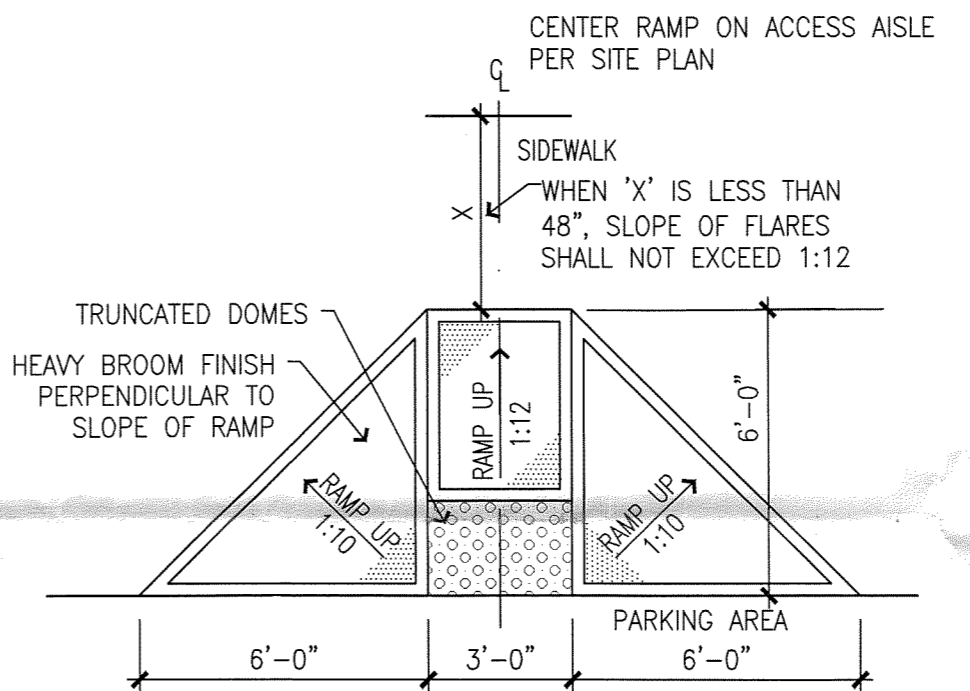 CENTER RAMP ON ACCESS AISLE
PER SITE PLAN
CL
SIDEWALK
X
WHEN 'X' IS LESS THAN
48", SLOPE OF FLARES
SHALL NOT EXCEED 1:12
TRUNCATED DOMES
HEAVY BROOM FINISH
PERPENDICULAR TO
SLOPE OF RAMP
RAMP UP
1:12
6'-0"
RAMP UP
1:10
RAMP UP
1:10
PARKING AREA
6'-0"
3'-0"
6'-0"